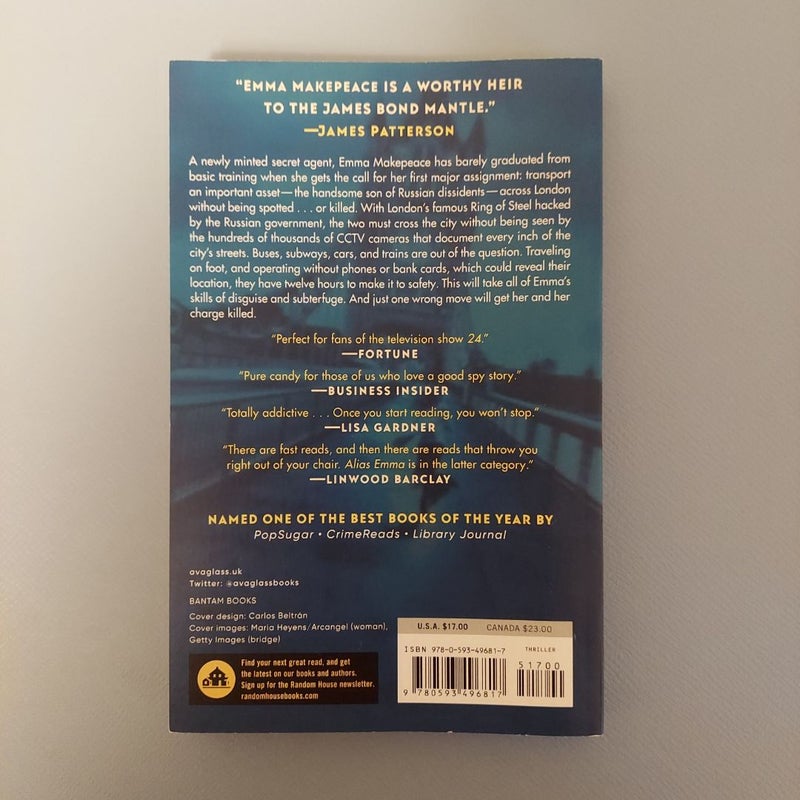 “EMMA MAKEPEACE IS A WORTHY HEIR
TO THE JAMES BOND MANTLE.”
—JAMES PATTERSON
A newly minted secret agent, Emma Makepeace has barely graduated from
basic training when she gets the call for her first major assignment: transport
an important asset—the handsome son of Russian dissidents—across London
without being spotted . . . or killed. With London’s famous Ring of Steel hacked
by the Russian government, the two must cross the city without being seen by
the hundreds of thousands of CCTV cameras that document every inch of the
city’s streets. Buses, subways, cars, and trains are out of the question. Traveling
on foot, and operating without phones or bank cards, which could reveal their
location, they have twelve hours to make it to safety. This will take all of Emma’s
skills of disguise and subterfuge. And just one wrong move will get her and her
charge killed.
“Perfect for fans of the television show 24.”
—FORTUNE
“Pure candy for those of us who love a good spy story.”
—BUSINESS INSIDER
“Totally addictive . . . Once you start reading, you won’t stop.”
—LISA GARDNER
“There are fast reads, and then there are reads that throw you
right out of your chair. Alias Emma is in the latter category.”
—LINWOOD BARCLAY
NAMED ONE OF THE BEST BOOKS OF THE YEAR BY
PopSugar • CrimeReads • Library Journal
avaglass.uk
Twitter: @avaglassbooks
BANTAM BOOKS
Cover design: Carlos Beltrán
Cover images: Maria Heyens/Arcangel (woman),
Getty Images (bridge)
Find your next great read, and get
the latest on our books and authors.
Sign up for the Random House newsletter.
randomhousebooks.com
U.S.A. $17.00 CANADA $23.00
ISBN 978-0-593-49681-7 THRILLER
51700
9 780593 496817